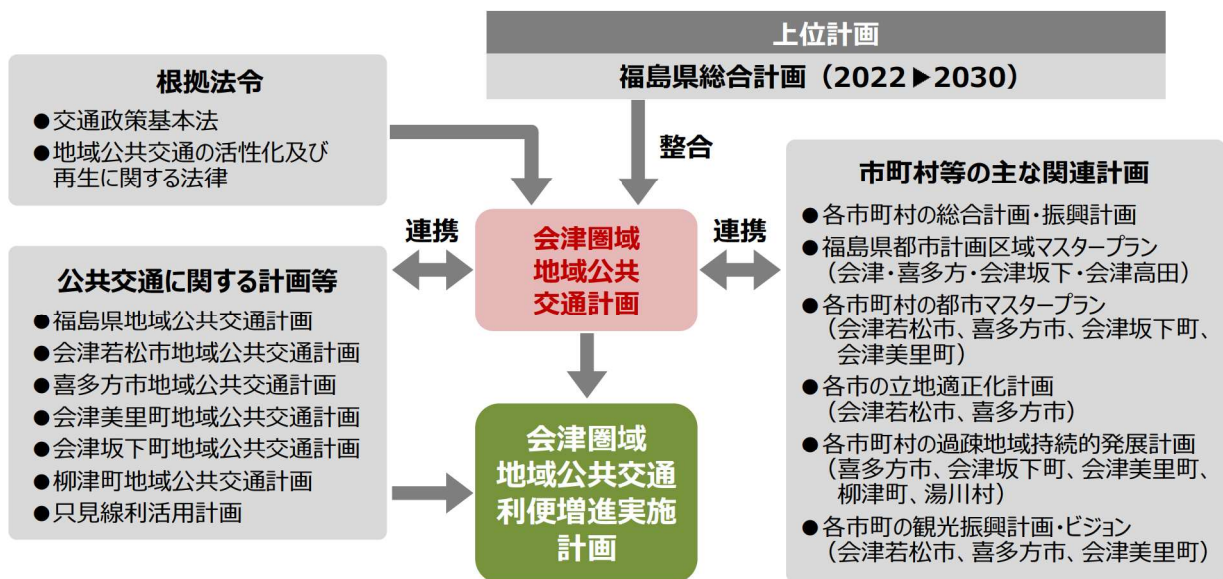 上位計画
福島県総合計画（2022▶2030）
根拠法令
●交通政策基本法
●地域公共交通の活性化及び
再生に関する法律
整合
連携
会津圏域
地域公共
交通計画
連携
公共交通に関する計画等
●福島県地域公共交通計画
●会津若松市地域公共交通計画
●喜多方市地域公共交通計画
●会津美里町地域公共交通計画
●会津坂下町地域公共交通計画
●柳津町地域公共交通計画
●只見線利活用計画
会津圏域
地域公共交通
利便増進実施
計画
市町村等の主な関連計画
●各市町村の総合計画・振興計画
●福島県都市計画区域マスタープラン
（会津・喜多方・会津坂下・会津高田）
●各市町村の都市マスタープラン
（会津若松市、喜多方市、会津坂下町、
会津美里町）
●各市の立地適正化計画
（会津若松市、喜多方市）
●各市町村の過疎地域持続的発展計画
（喜多方市、会津坂下町、会津美里町、
柳津町、湯川村）
●各市町の観光振興計画・ビジョン
（会津若松市、喜多方市、会津美里町）